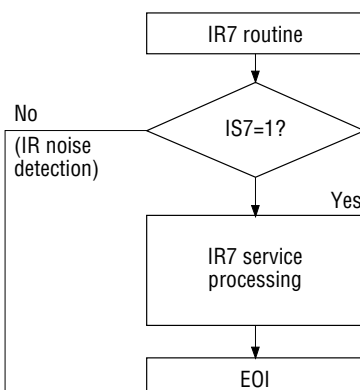 IR7 routine
IS7=1?
No
(IR noise
detection)
Yes
IR7 service
processing
EOI